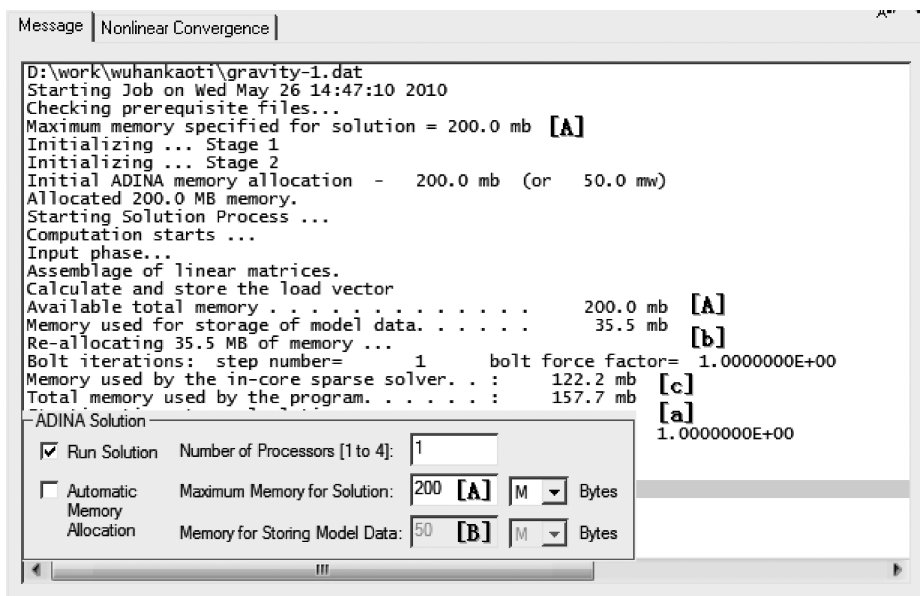 Message Nonlinear Convergence
D:\work\wuhankaoti\gravity-1.dat
Starting Job on Wed May 26 14:47:10 2010
Checking prerequisite files...
Maximum memory specified for solution = 200.0 mb [A]
Initializing ... Stage 1
Initializing ... Stage 2
Initial ADINA memory allocation - 200.0 mb (or 50.0 mw)
Allocated 200.0 MB memory.
Starting Solution Process ...
Computation starts ...
Input phase...
Assemblage of linear matrices.
Calculate and store the load vector
Available total memory . . . . . . . . . . . . . . 200.0 mb [A]
Memory used for storage of model data. . . . . . 35.5 mb [b]
Re-allocating 35.5 MB of memory ...
Bolt iterations: step number= 1 bolt force factor= 1.0000000E+00
Memory used by the in-core sparse solver. . : 122.2 mb [c]
Total memory used by the program. . . . . . : 157.7 mb [a]
1.0000000E+00
ADINA Solution
Run Solution Number of Processors [1 to 4]: 1
Automatic Memory Allocation
Maximum Memory for Solution: 200 [A] M Bytes
Memory for Storing Model Data: 50 [B] M Bytes